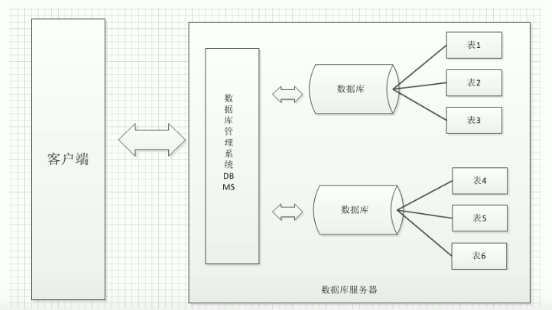 客户端
数
据
库
管
理
系
统
DB
MS
数据库
表1
表2
表3
数据库
表4
表5
表6
数据库服务器